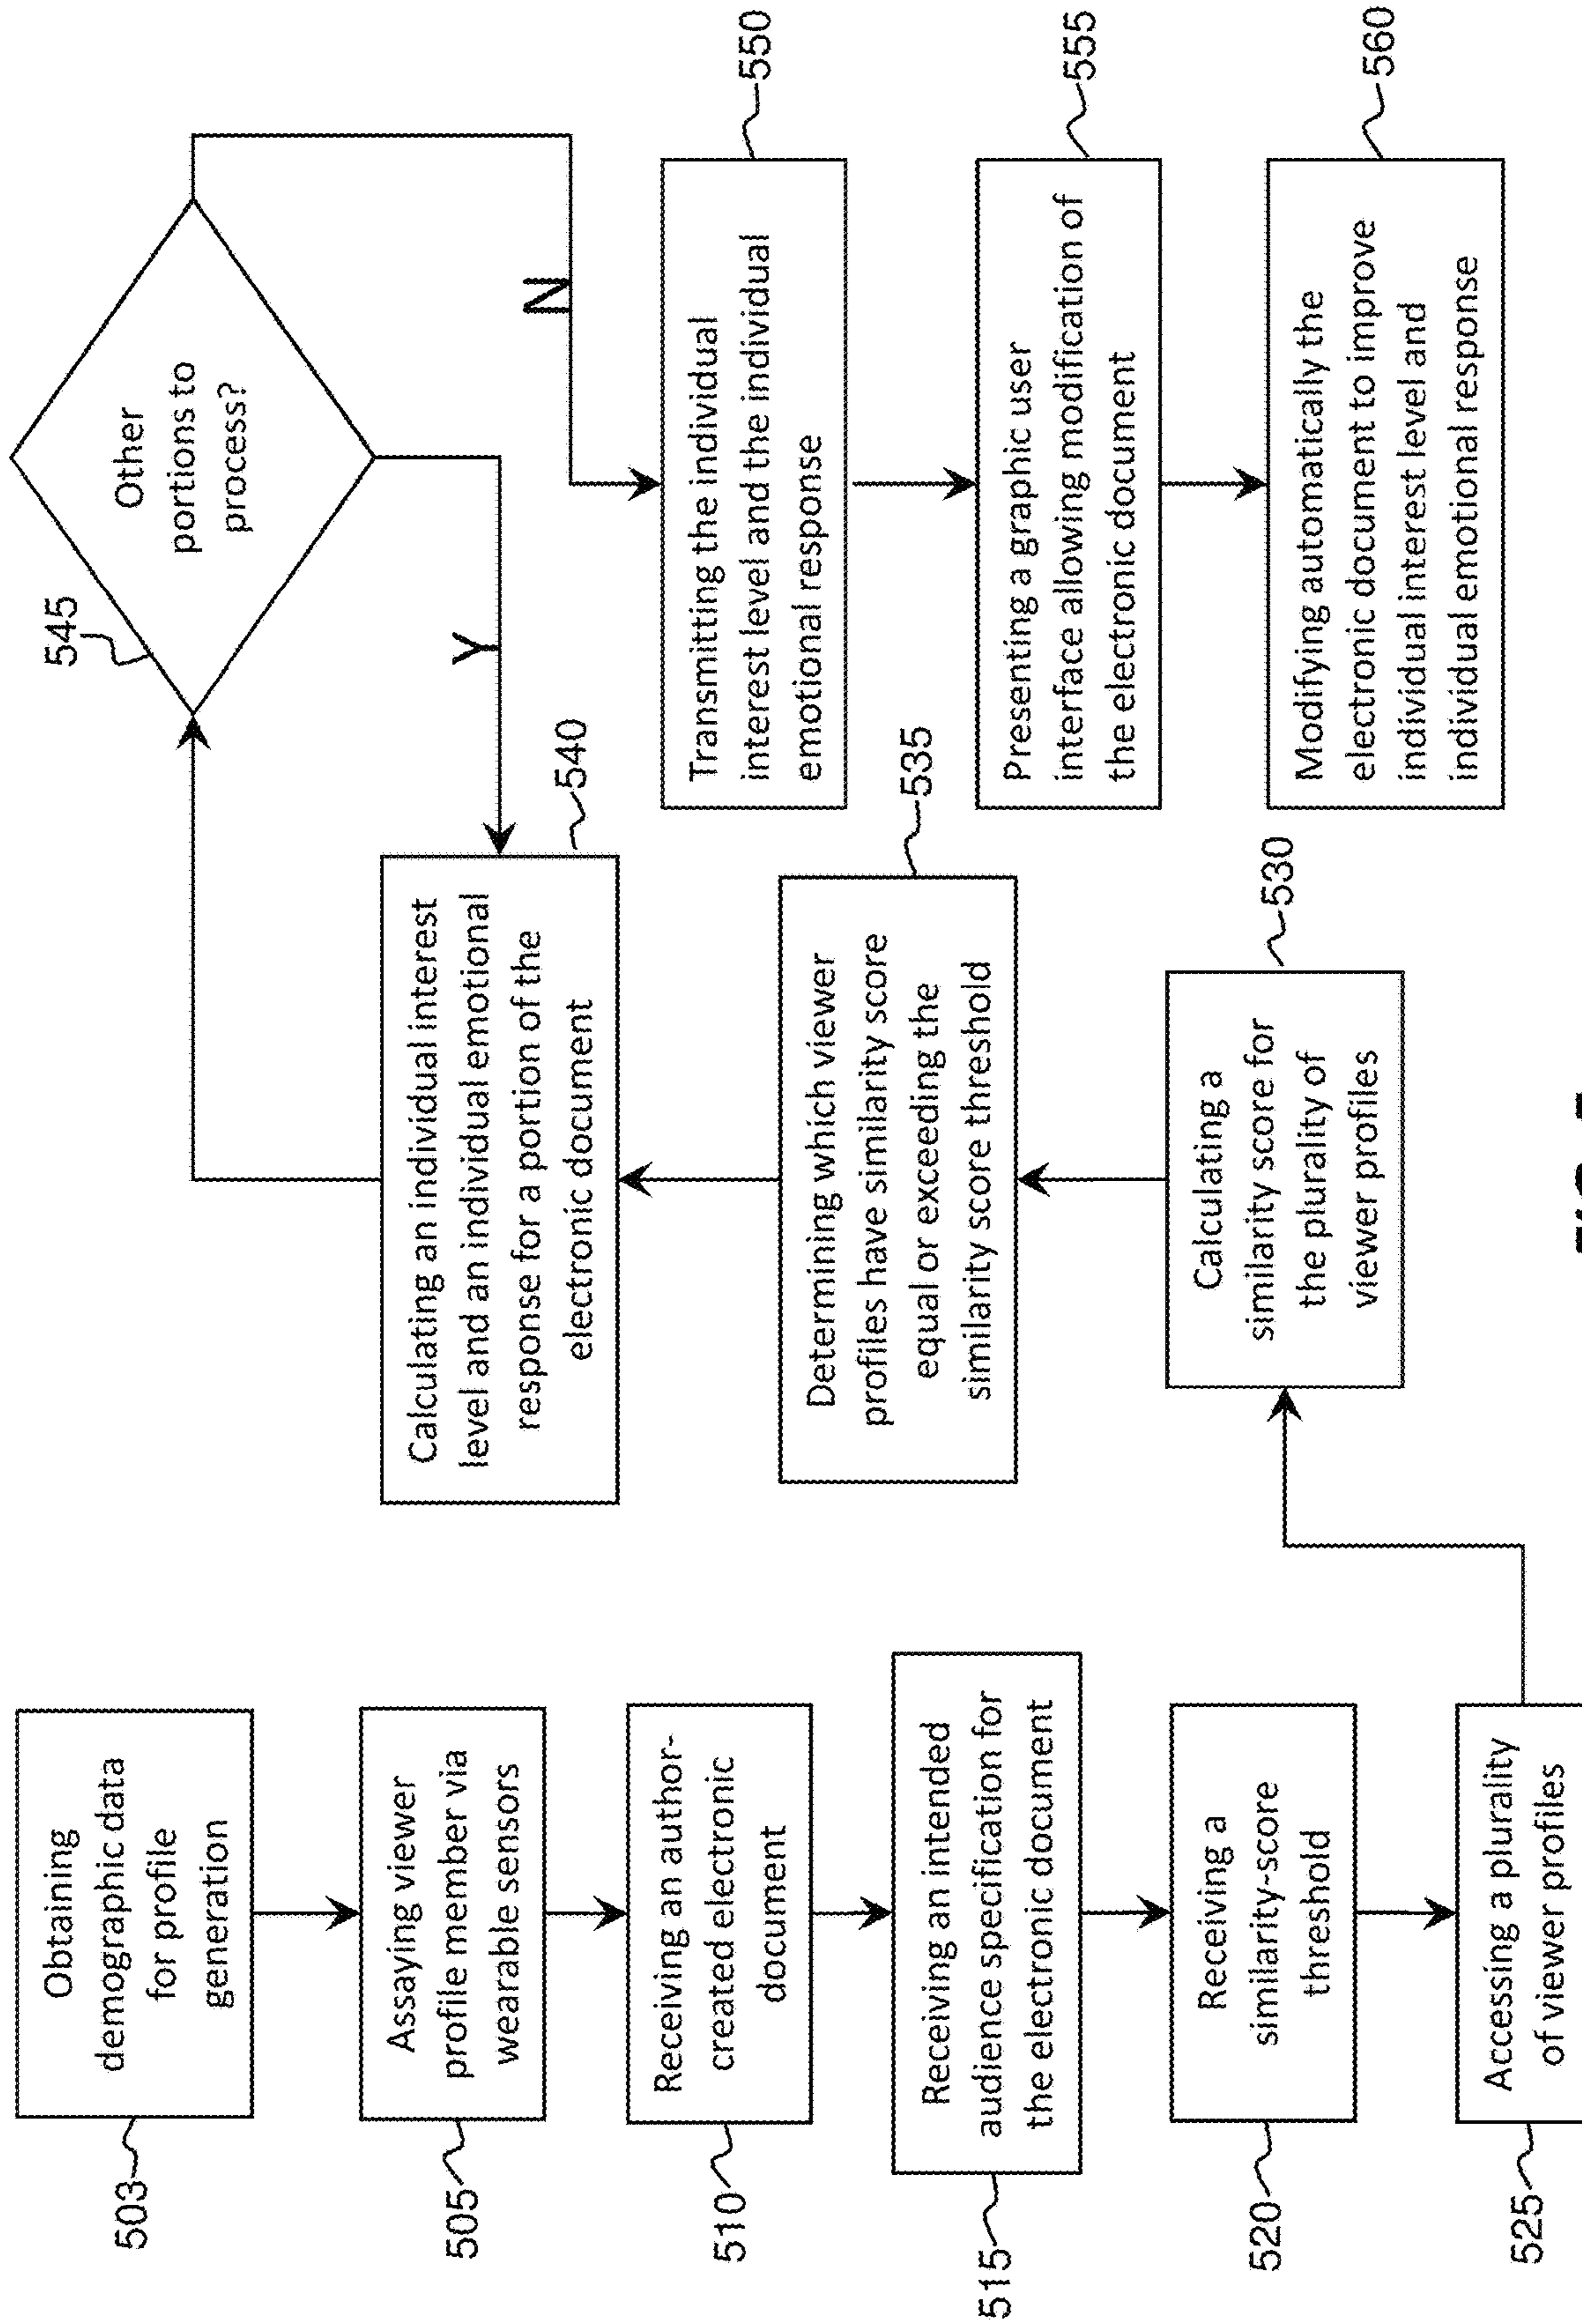 503
Obtaining
demographic data
for profile
generation
505
Assaying viewer
profile member via
wearable sensors
510
Receiving an author-
created electronic
document
515
Receiving an intended
audience specification for
the electronic document
520
Receiving a
similarity-score
threshold
525
Accessing a plurality
of viewer profiles
530
Calculating a
similarity score for
the plurality of
viewer profiles
535
Determining which viewer
profiles have similarity score
equal or exceeding the
similarity score threshold
540
Calculating an individual interest
level and an individual emotional
response for a portion of the
electronic document
545
Other
portions to
process?
Y
N
550
Transmitting the individual
interest level and the individual
emotional response
555
Presenting a graphic user
interface allowing modification of
the electronic document
560
Modifying automatically the
electronic document to improve
individual interest level and
individual emotional response